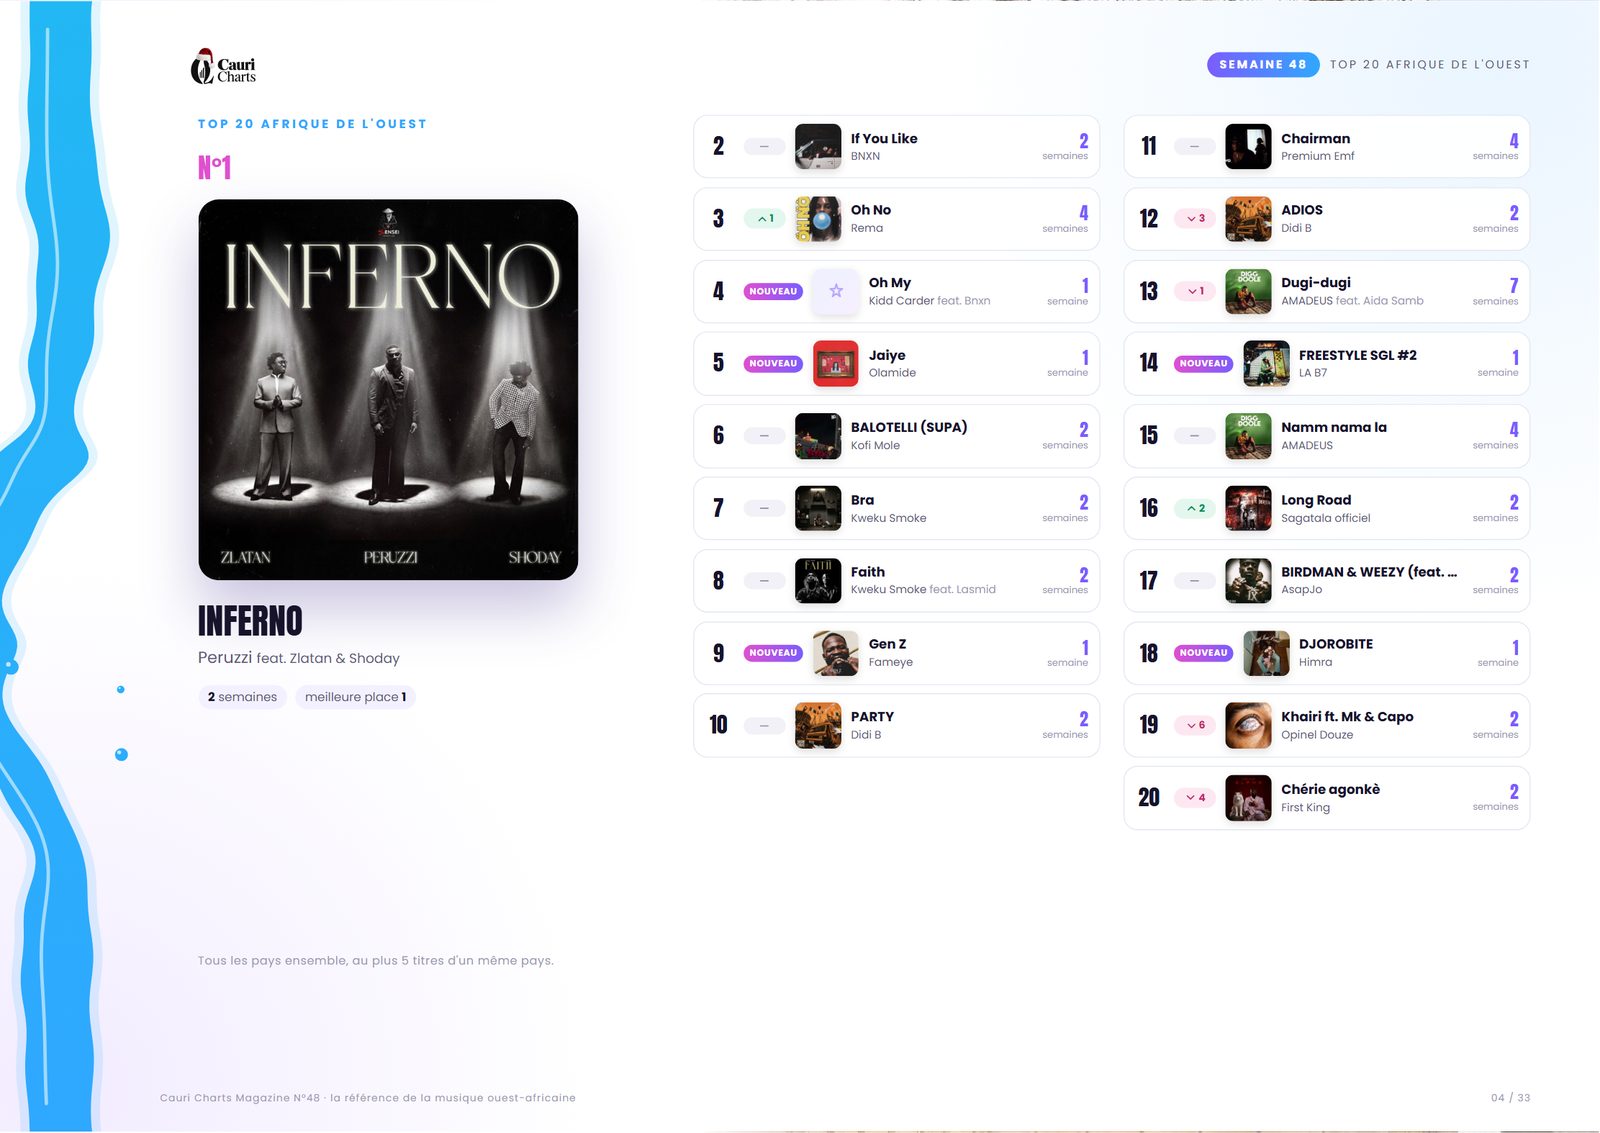 Cauri
Charts
SEMAINE 48 TOP 20 AFRIQUE DE L'OUEST
TOP 20 AFRIQUE DE L'OUEST
N°1
INFERNO
ZLATAN PERUZZI SHODAY
INFERNO
Peruzzi feat. Zlatan & Shoday
2 semaines meilleure place 1
Tous les pays ensemble, au plus 5 titres d'un même pays.
2 – If You Like 2
BNXN semaines
3 1 Oh No 4
Rema semaines
4 NOUVEAU Oh My 1
Kidd Carder feat. Bnxn semaine
5 NOUVEAU Jaiye 1
Olamide semaine
6 – BALOTELLI (SUPA) 2
Kofi Mole semaines
7 – Bra 2
Kweku Smoke semaines
8 – Faith 2
Kweku Smoke feat. Lasmid semaines
9 NOUVEAU Gen Z 1
Fameye semaine
10 – PARTY 2
Didi B semaines
11 – Chairman 4
Premium Emf semaines
12 3 ADIOS 2
Didi B semaines
13 1 Dugi-dugi 7
AMADEUS feat. Aida Samb semaines
14 NOUVEAU FREESTYLE SGL #2 1
LA B7 semaine
15 – Namm nama la 4
AMADEUS semaines
16 2 Long Road 2
Sagatala officiel semaines
17 – BIRDMAN & WEEZY (feat. ... 2
AsapJo semaines
18 NOUVEAU DJOROBITE 1
Himra semaine
19 6 Khairi ft. Mk & Capo 2
Opinel Douze semaines
20 4 Chérie agonkè 2
First King semaines
Cauri Charts Magazine N°48 · la référence de la musique ouest-africaine
04 / 33